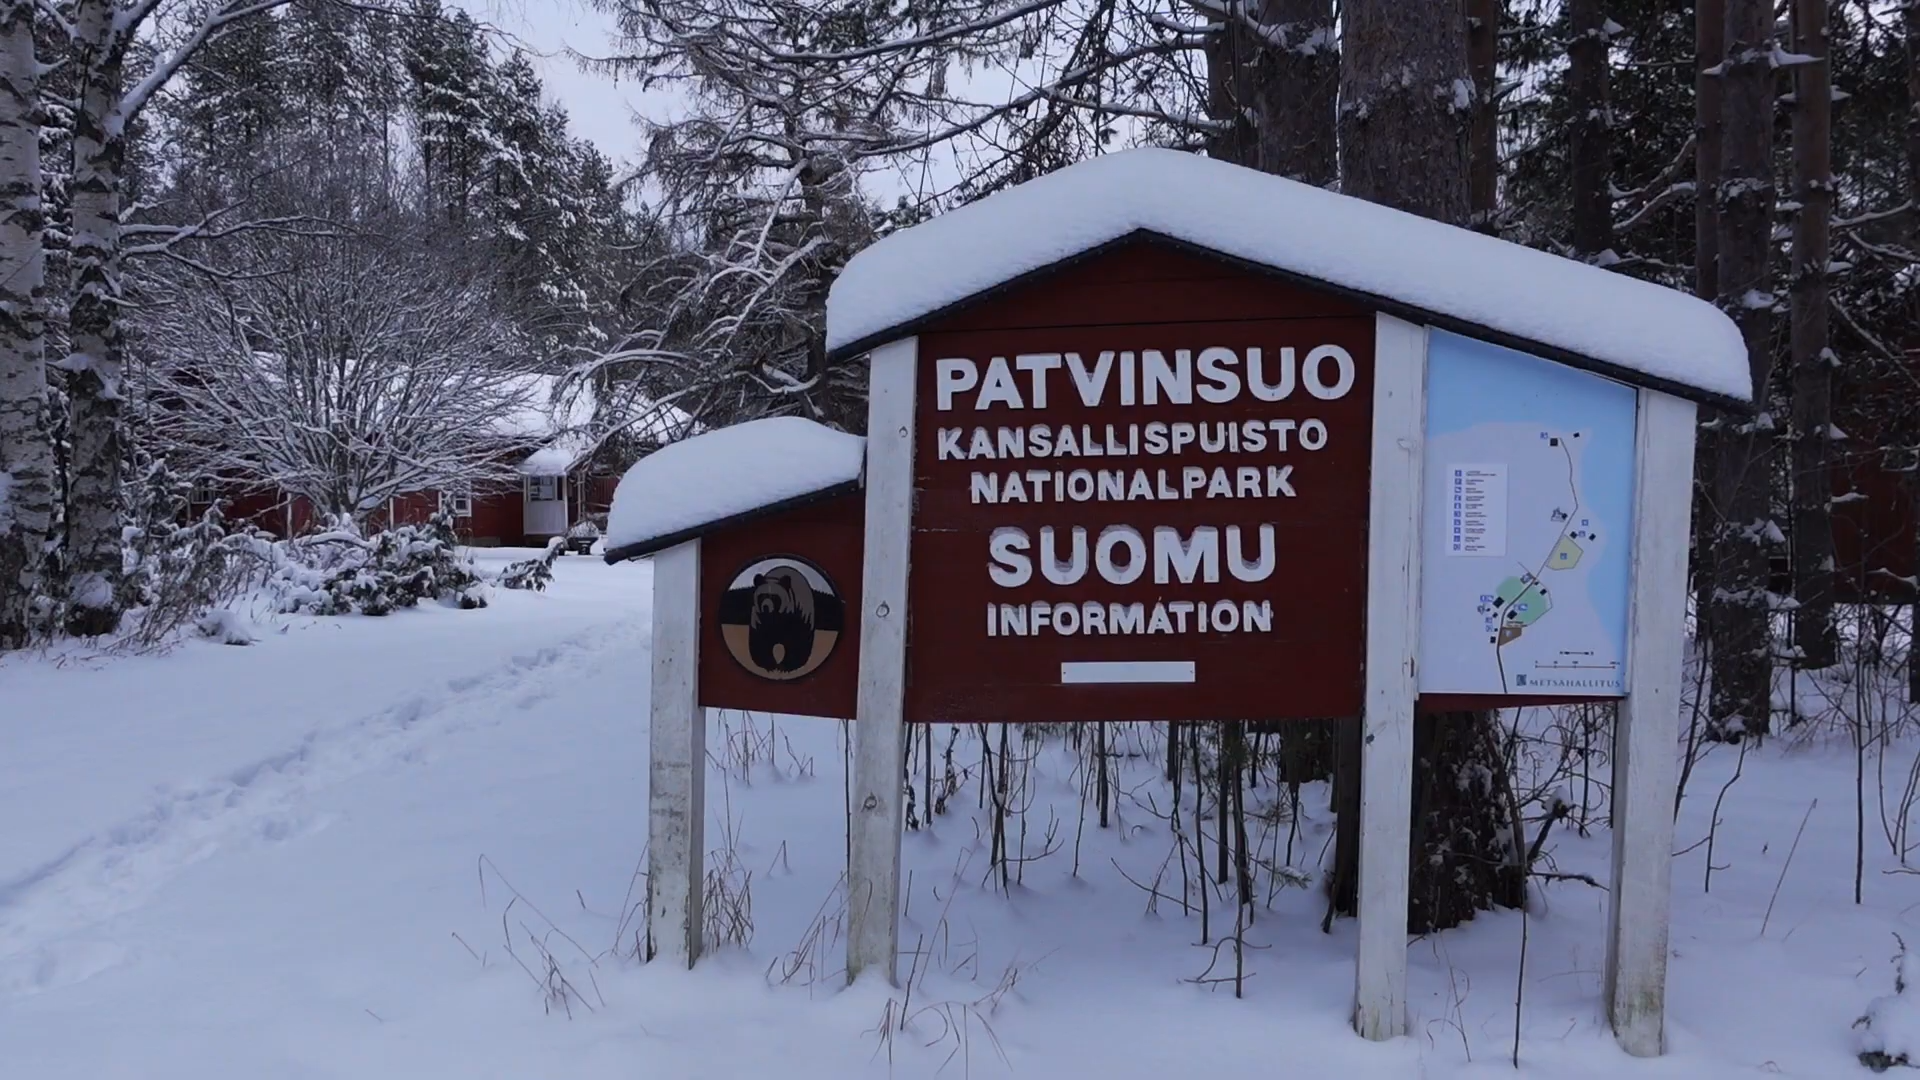 PATVINSUO
KANSALLISPUISTO
NATIONALPARK
SUOMU
INFORMATION
METSÄHALLITUS